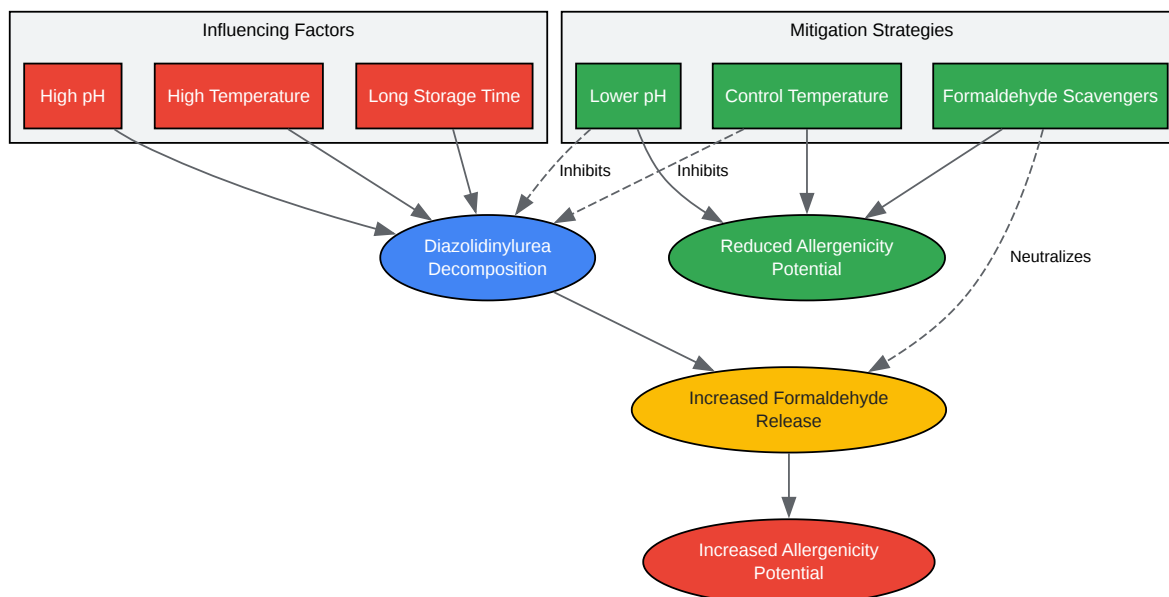 Influencing Factors
Mitigation Strategies
High pH
High Temperature
Long Storage Time
Lower pH
Control Temperature
Formaldehyde Scavengers
Inhibits
Inhibits
Diazolidinylurea
Decomposition
Reduced Allergenicity
Potential
Neutralizes
Increased Formaldehyde
Release
Increased Allergenicity
Potential